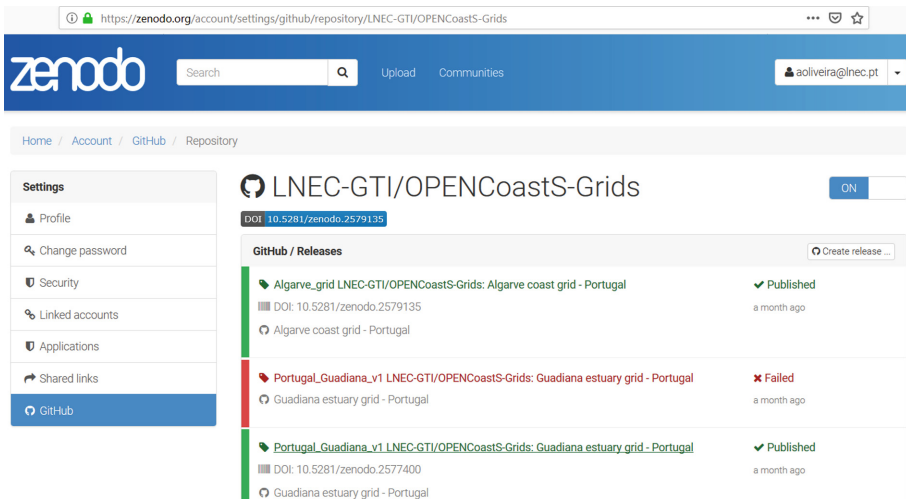 https://zenodo.org/account/settings/github/repository/LNEC-GTI/OPENCoastS-Grids
zenodo
Search
Upload
Communities
aoliveira@lnec.pt
Home / Account / GitHub / Repository
Settings
Profile
Change password
Security
Linked accounts
Applications
Shared links
GitHub
LNEC-GTI/OPENCoastS-Grids
ON
DOI 10.5281/zenodo.2579135
GitHub / Releases
Create release ...
Algarve_grid LNEC-GTI/OPENCoastS-Grids: Algarve coast grid - Portugal
Published
DOI: 10.5281/zenodo.2579135
a month ago
Algarve coast grid - Portugal
Portugal_Guadiana_v1 LNEC-GTI/OPENCoastS-Grids: Guadiana estuary grid - Portugal
Failed
Guadiana estuary grid - Portugal
a month ago
Portugal_Guadiana_v1 LNEC-GTI/OPENCoastS-Grids: Guadiana estuary grid - Portugal
Published
DOI: 10.5281/zenodo.2577400
a month ago
Guadiana estuary grid - Portugal